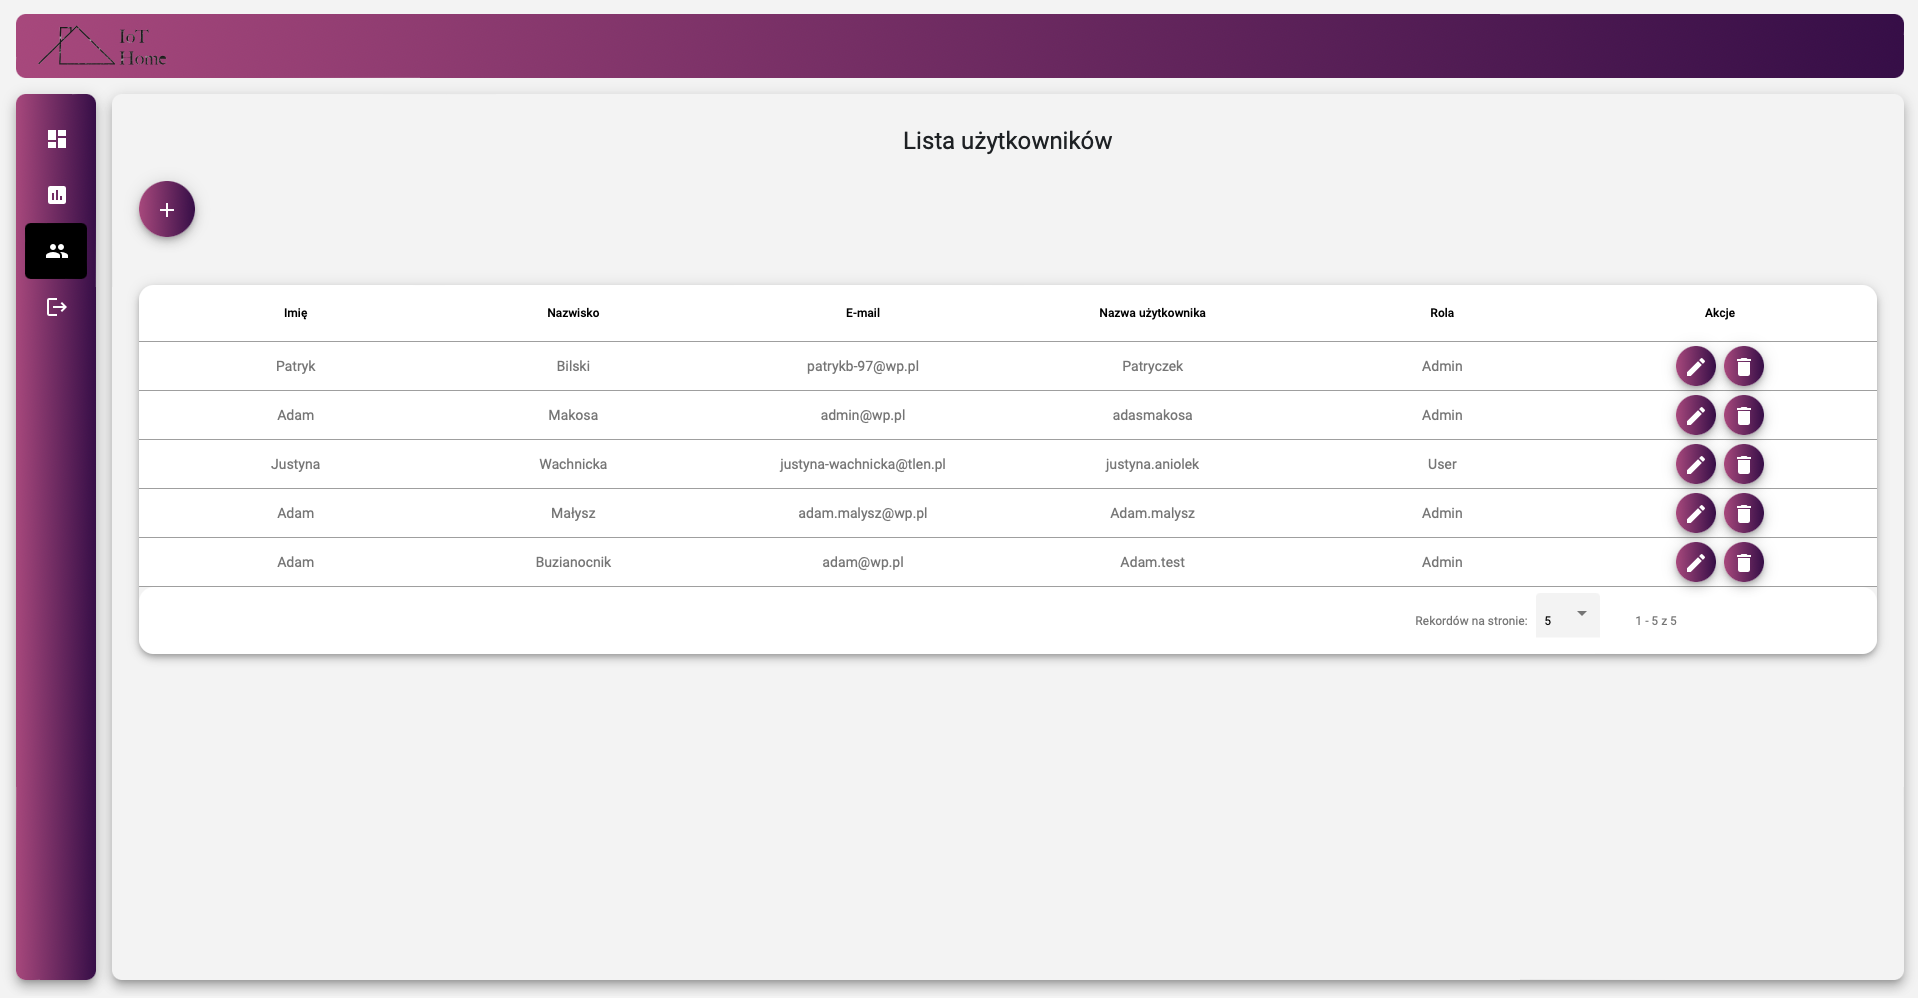 IoT
Home
Lista użytkowników
Imię Nazwisko E-mail Nazwa użytkownika Rola Akcje
Patryk Bilski patrykb-97@wp.pl Patryczek Admin
Adam Makosa admin@wp.pl adasmakosa Admin
Justyna Wachnicka justyna-wachnicka@tlen.pl justyna.aniolek User
Adam Małysz adam.malysz@wp.pl Adam.malysz Admin
Adam Buzianocnik adam@wp.pl Adam.test Admin
Rekordów na stronie: 5 1 - 5 z 5